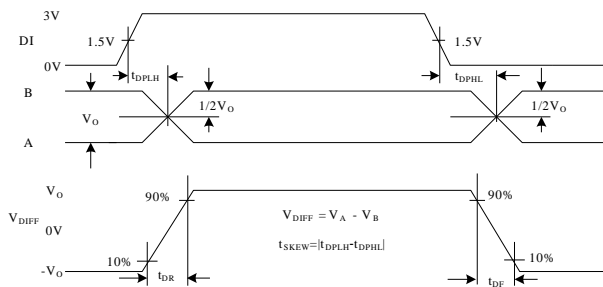 3V
DI
1.5V
1.5V
0V
tDPLH
tDPHL
B
1/2VO
1/2VO
VO
A
VO
90%
90%
VDIFF
0V
VDIFF = VA - VB
tSKEW=|tDPLH-tDPHL|
10%
10%
-VO
tDR
tDF